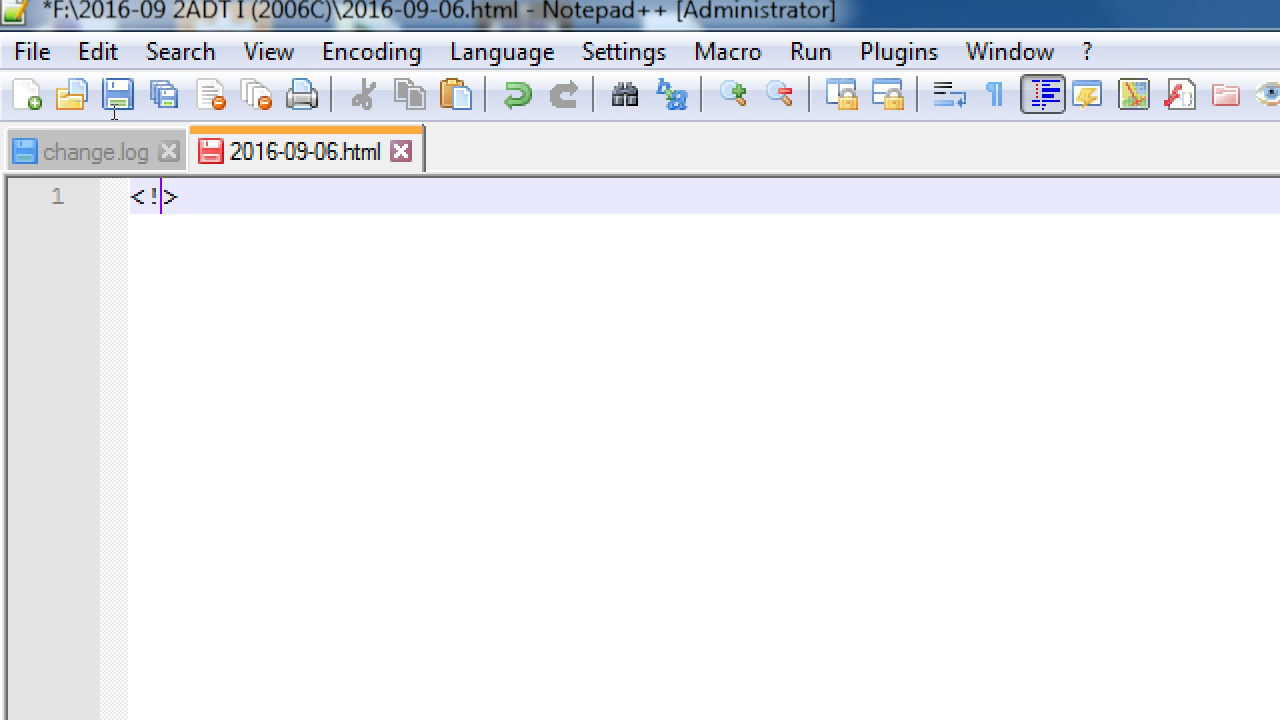 *F:\2016-09 2ADT I (2006C)\2016-09-06.html - Notepad++ [Administrator]
File Edit Search View Encoding Language Settings Macro Run Plugins Window ?
change.log 2016-09-06.html
1 <!>